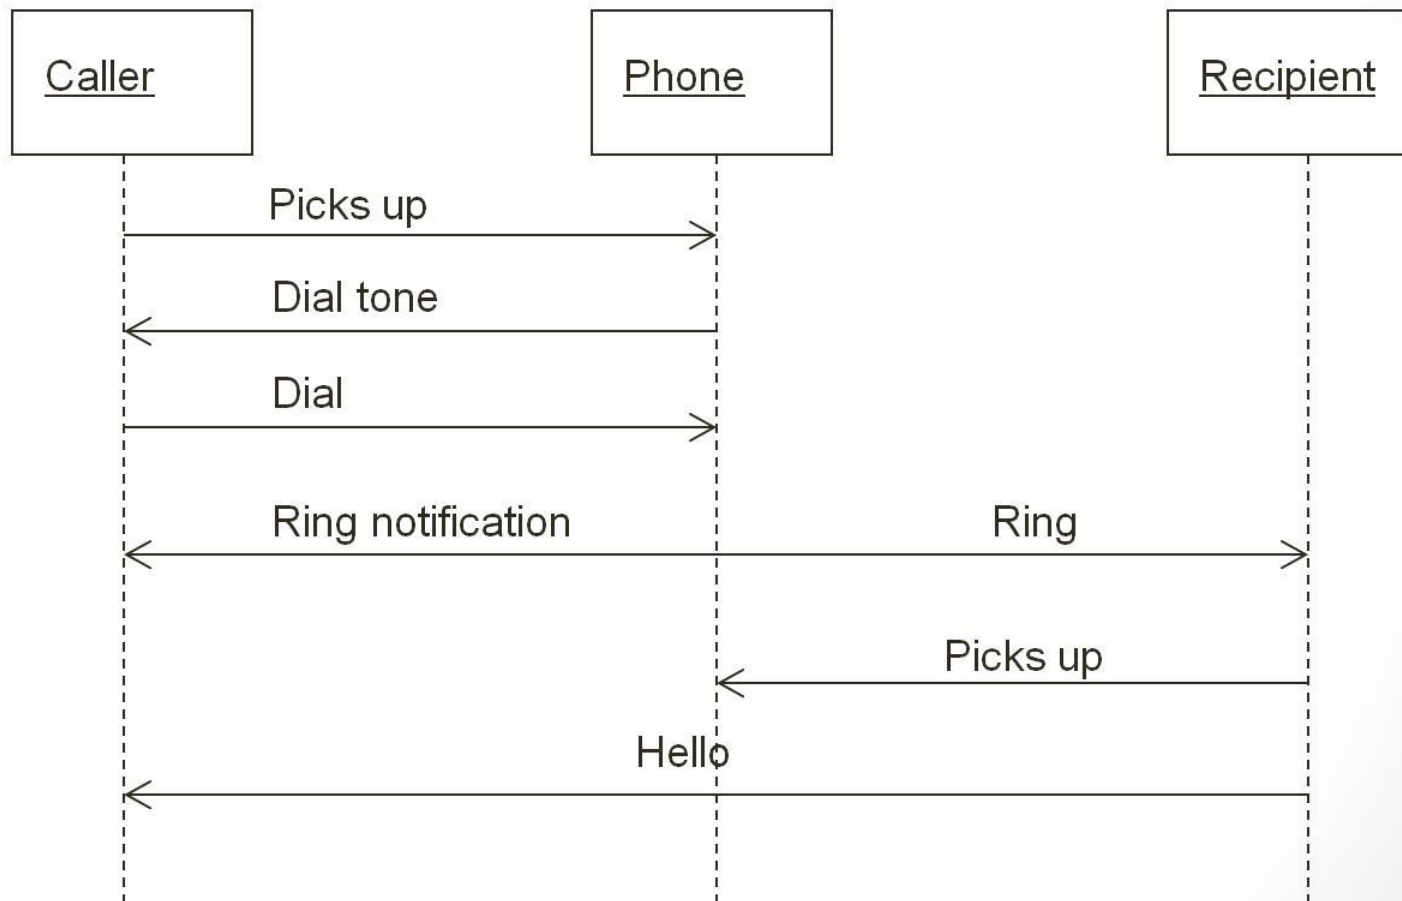 Caller
Phone
Recipient
Picks up
Dial tone
Dial
Ring notification
Ring
Picks up
Hello